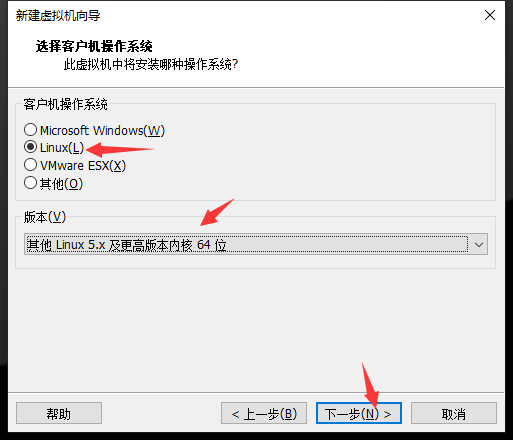 新建虚拟机向导
选择客户机操作系统
此虚拟机中将安装哪种操作系统?
客户机操作系统
Microsoft Windows(W)
Linux(L)
VMware ESX(X)
其他(O)
版本(V)
其他 Linux 5.x 及更高版本内核 64 位
帮助
< 上一步(B)
下一步(N) >
取消